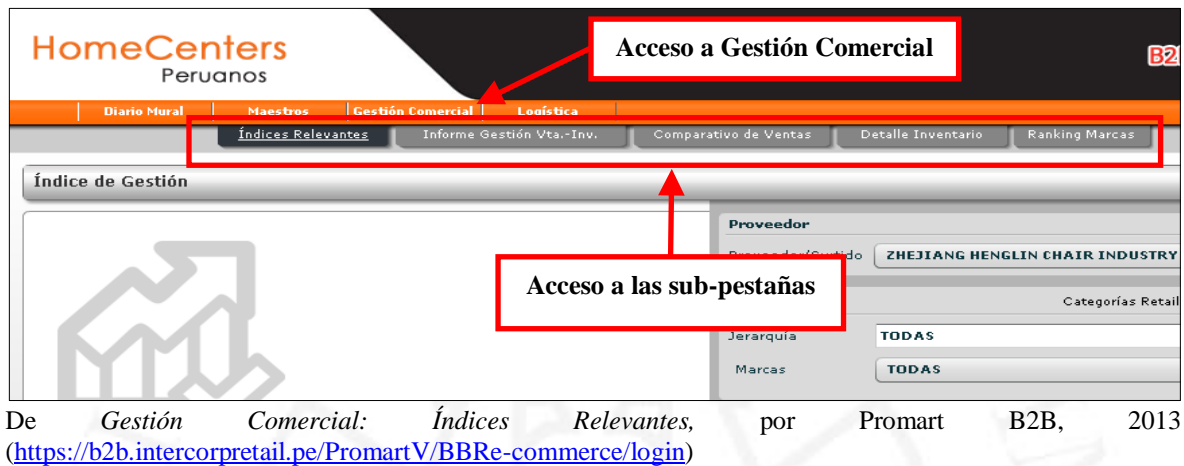 HomeCenters
Peruanos
Acceso a Gestión Comercial
Diario Mural Maestros Gestión Comercial Logística
Índices Relevantes Informe Gestión Vta.-Inv. Comparativo de Ventas Detalle Inventario Ranking Marcas
Índice de Gestión
Proveedor
ZHEJIANG HENGLIN CHAIR INDUSTRY
Acceso a las sub-pestañas
Categorías Retail
Jerarquía TODAS
Marcas TODAS
De Gestión Comercial: Índices Relevantes, por Promart B2B, 2013
(https://b2b.intercorpretail.pe/PromartV/BBRe-commerce/login)